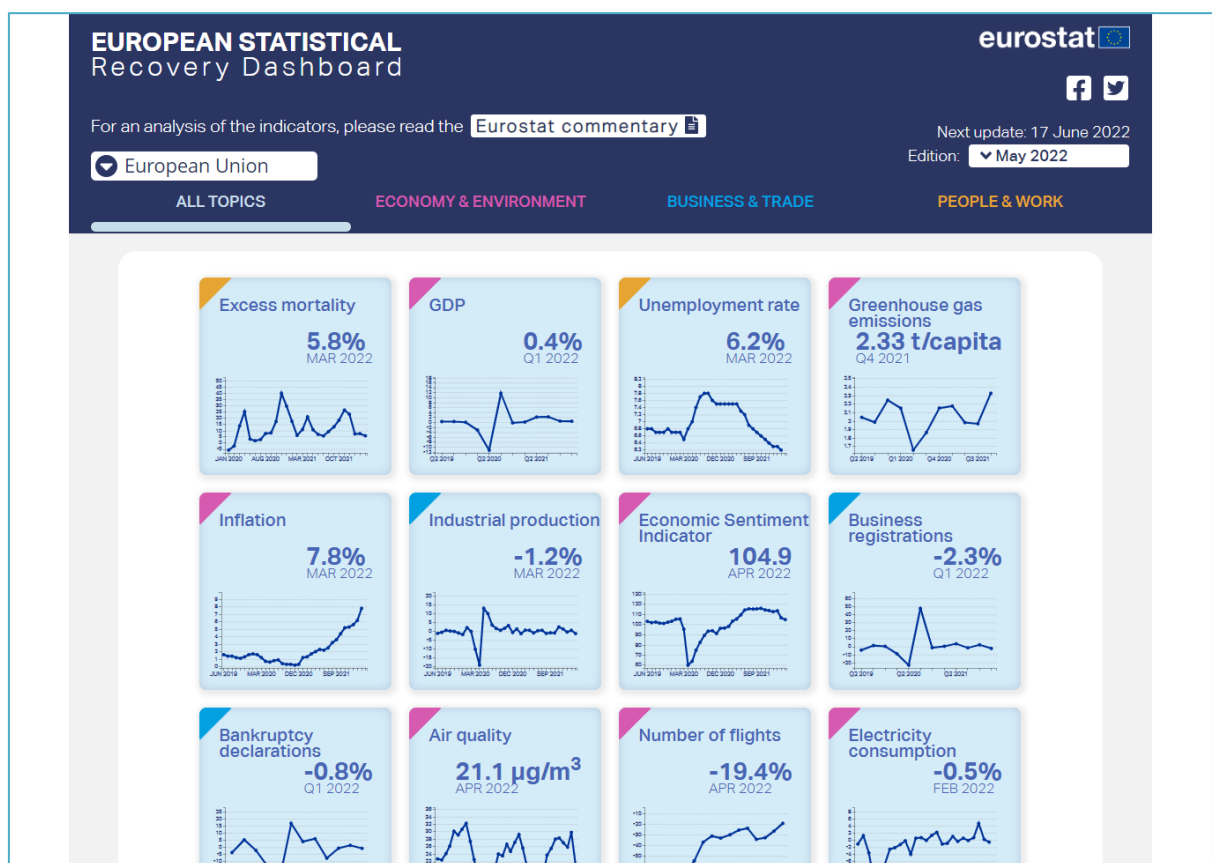 EUROPEAN STATISTICAL
Recovery Dashboard
eurostat
For an analysis of the indicators, please read the Eurostat commentary
Next update: 17 June 2022
European Union
Edition: May 2022
ALL TOPICS
ECONOMY & ENVIRONMENT
BUSINESS & TRADE
PEOPLE & WORK
Excess mortality
5.8%
MAR 2022
JAN 2020 AUG 2020 MAR 2021 OCT 2021
GDP
0.4%
Q1 2022
Q2 2019 Q2 2020 Q2 2021
Unemployment rate
6.2%
MAR 2022
JUN 2019 MAR 2020 DEC 2020 SEP 2021
Greenhouse gas
emissions
2.33 t/capita
Q4 2021
Q2 2019 Q1 2020 Q4 2020 Q3 2021
Inflation
7.8%
MAR 2022
JUN 2019 MAR 2020 DEC 2020 SEP 2021
Industrial production
-1.2%
MAR 2022
JUN 2019 MAR 2020 DEC 2020 SEP 2021
Economic Sentiment
Indicator
104.9
APR 2022
JUN 2019 MAR 2020 DEC 2020 SEP 2021
Business
registrations
-2.3%
Q1 2022
Q2 2019 Q2 2020 Q2 2021
Bankruptcy
declarations
-0.8%
Q1 2022
Air quality
21.1 µg/m³
APR 2022
Number of flights
-19.4%
APR 2022
Electricity
consumption
-0.5%
FEB 2022